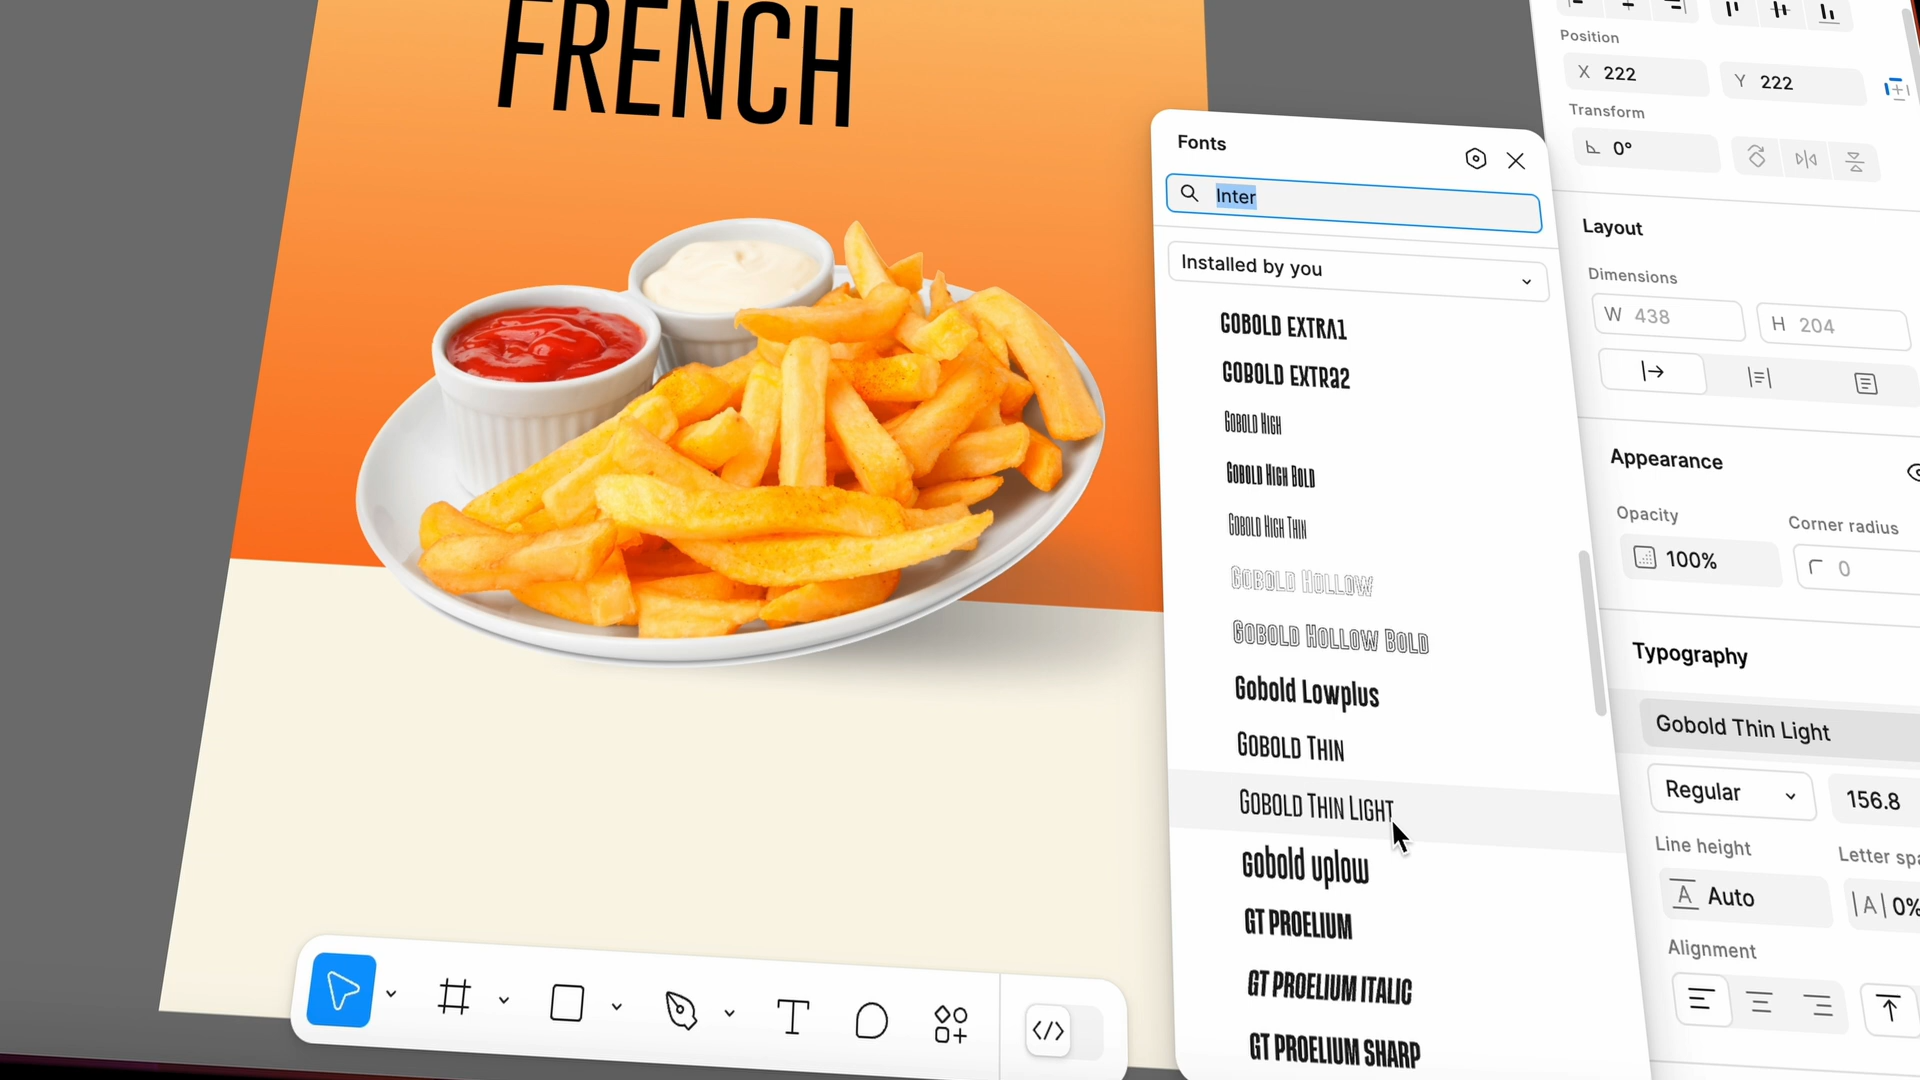 FRENCH
Fonts
Inter
Installed by you
GOBOLD EXTRA1
GOBOLD EXTRa2
GOBOLD HIGH
GOBOLD HIGH BOLD
GOBOLD HIGH THIN
GOBOLD HOLLOW
GOBOLD HOLLOW BOLD
Gobold Lowplus
GOBOLD THIN
GOBOLD THIN LIGHT
gobold uplow
GT PROELIUM
GT PROELIUM ITALIC
GT PROELIUM SHARP
Position
X 222
Y 222
Transform
0°
Layout
Dimensions
W 438
H 204
Appearance
Opacity
Corner radius
100%
0
Typography
Gobold Thin Light
Regular
156.8
Line height
Letter spa
A Auto
|A| 0%
Alignment
T
</>